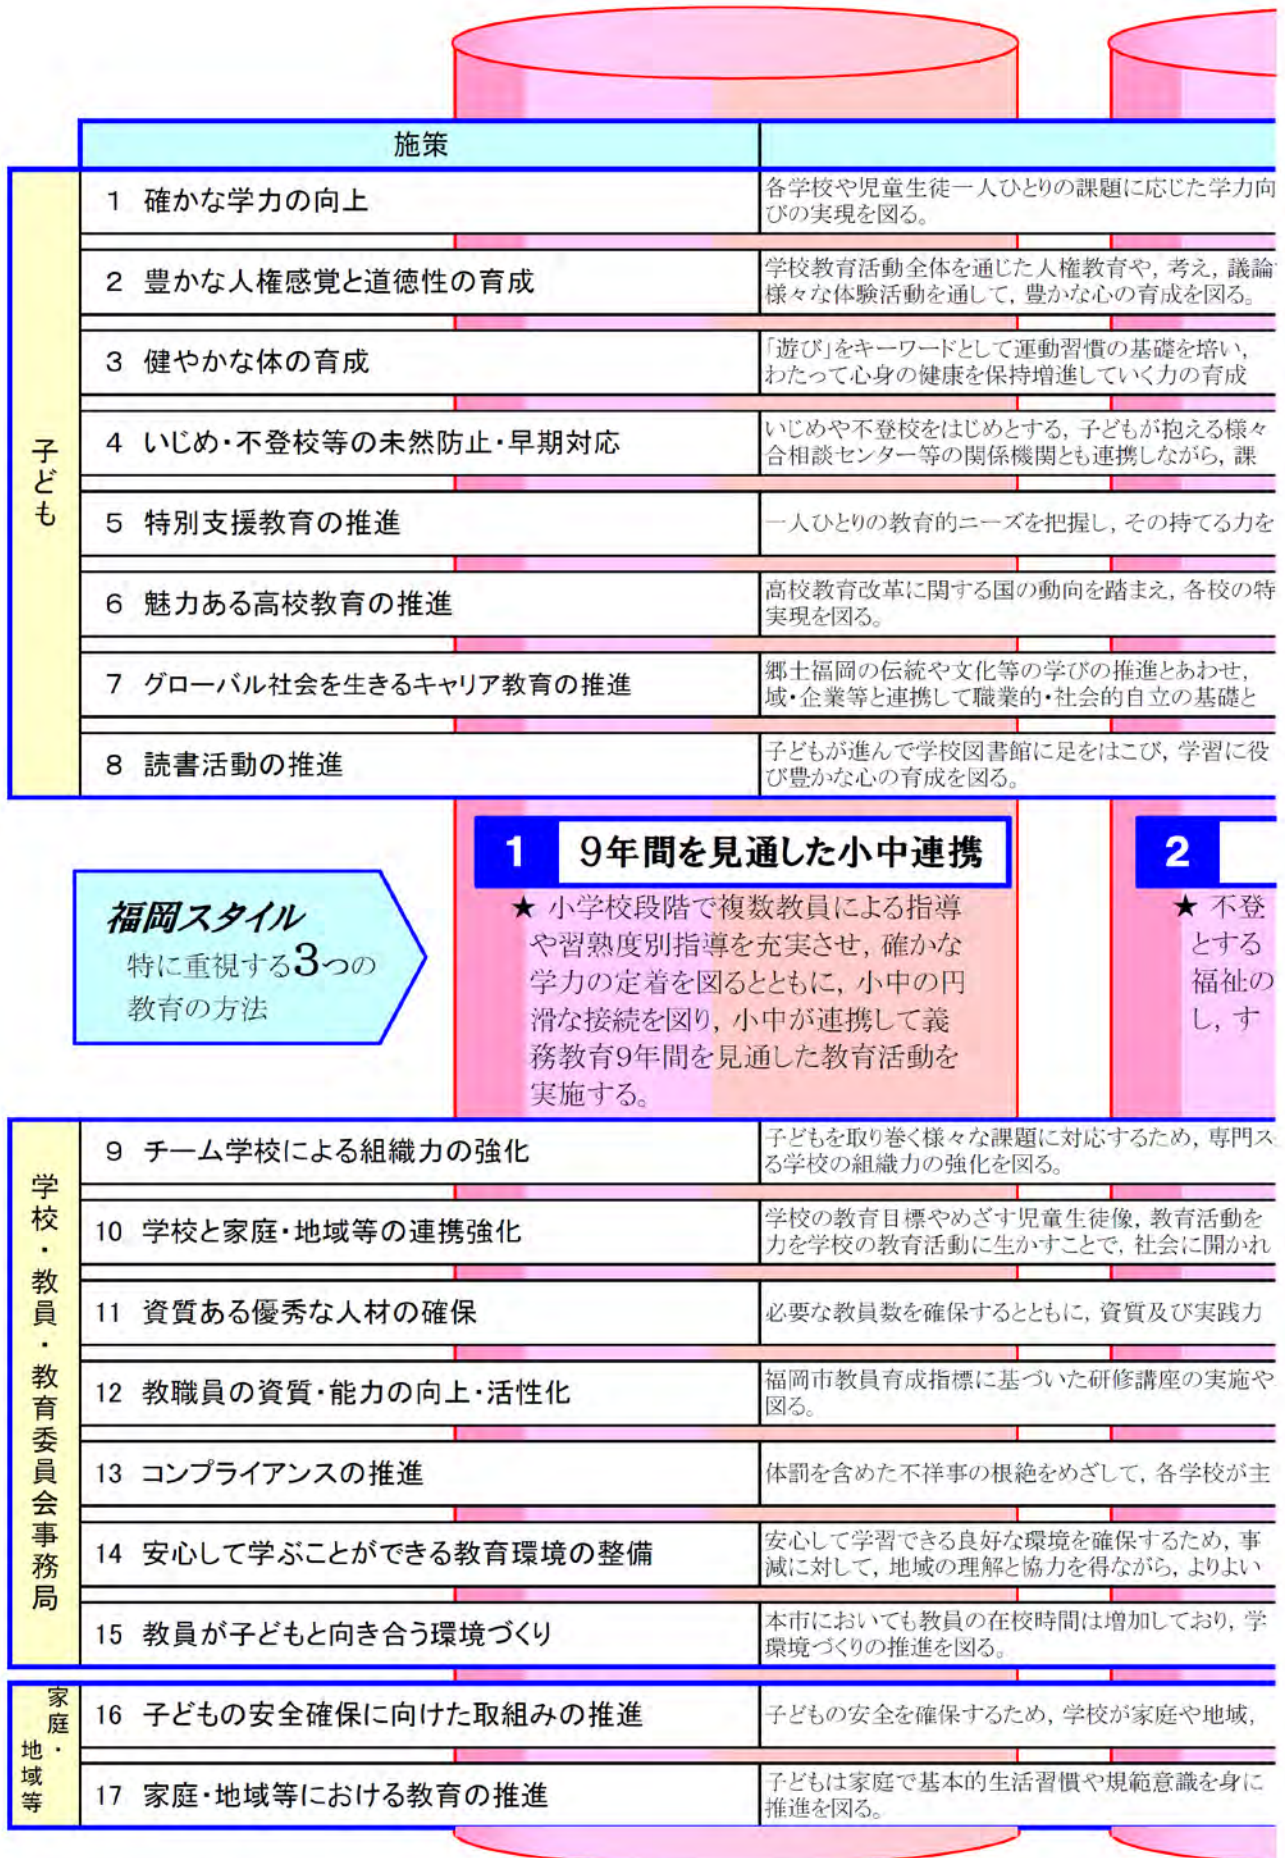 施策
子ども
1 確かな学力の向上
各学校や児童生徒一人ひとりの課題に応じた学力向
びの実現を図る。
2 豊かな人権感覚と道徳性の育成
学校教育活動全体を通じた人権教育や，考え，議論
様々な体験活動を通して，豊かな心の育成を図る。
3 健やかな体の育成
「遊び」をキーワードとして運動習慣の基礎を培い，
わたって心身の健康を保持増進していく力の育成
4 いじめ・不登校等の未然防止・早期対応
いじめや不登校をはじめとする，子どもが抱える様々
合相談センター等の関係機関とも連携しながら，課
5 特別支援教育の推進
一人ひとりの教育的ニーズを把握し，その持てる力を
6 魅力ある高校教育の推進
高校教育改革に関する国の動向を踏まえ，各校の特
実現を図る。
7 グローバル社会を生きるキャリア教育の推進
郷土福岡の伝統や文化等の学びの推進とあわせ，
域・企業等と連携して職業的・社会的自立の基礎と
8 読書活動の推進
子どもが進んで学校図書館に足をはこび，学習に役
び豊かな心の育成を図る。
福岡スタイル
特に重視する3つの
教育の方法
1 9年間を見通した小中連携
★ 小学校段階で複数教員による指導
や習熟度別指導を充実させ，確かな
学力の定着を図るとともに，小中の円
滑な接続を図り，小中が連携して義
務教育9年間を見通した教育活動を
実施する。
2
★ 不登
とする
福祉の
し，す
学校・教員・教育委員会事務局
9 チーム学校による組織力の強化
子どもを取り巻く様々な課題に対応するため，専門ス
る学校の組織力の強化を図る。
10 学校と家庭・地域等の連携強化
学校の教育目標やめざす児童生徒像，教育活動を
力を学校の教育活動に生かすことで，社会に開かれ
11 資質ある優秀な人材の確保
必要な教員数を確保するとともに，資質及び実践力
12 教職員の資質・能力の向上・活性化
福岡市教員育成指標に基づいた研修講座の実施や
図る。
13 コンプライアンスの推進
体罰を含めた不祥事の根絶をめざして，各学校が主
14 安心して学ぶことができる教育環境の整備
安心して学習できる良好な環境を確保するため，事
減に対して，地域の理解と協力を得ながら，よりよい
15 教員が子どもと向き合う環境づくり
本市においても教員の在校時間は増加しており，学
環境づくりの推進を図る。
家庭・
地域等
16 子どもの安全確保に向けた取組みの推進
子どもの安全を確保するため，学校が家庭や地域，
17 家庭・地域等における教育の推進
子どもは家庭で基本的生活習慣や規範意識を身に
推進を図る。